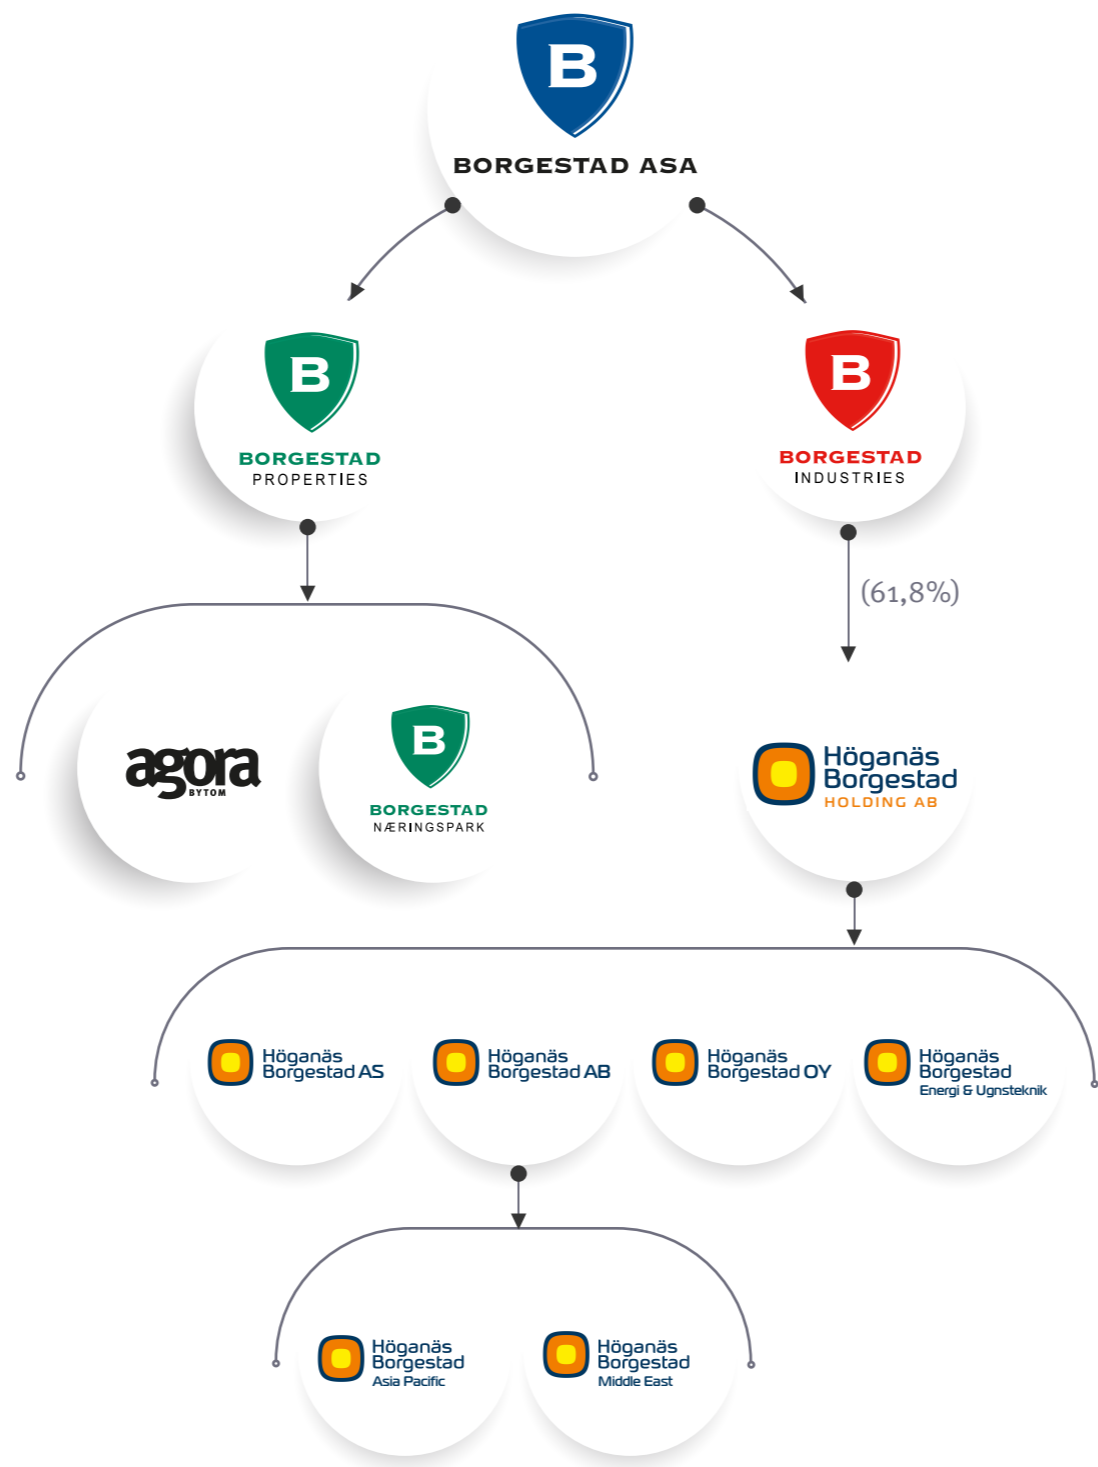 B
BORGESTAD ASA
B
BORGESTAD
PROPERTIES
B
BORGESTAD
INDUSTRIES
(61,8%)
agora
BYTOM
B
BORGESTAD
NÆRINGSPARK
Höganäs
Borgestad
HOLDING AB
Höganäs
Borgestad AS
Höganäs
Borgestad AB
Höganäs
Borgestad OY
Höganäs
Borgestad
Energi & Ugnsteknik
Höganäs
Borgestad
Asia Pacific
Höganäs
Borgestad
Middle East